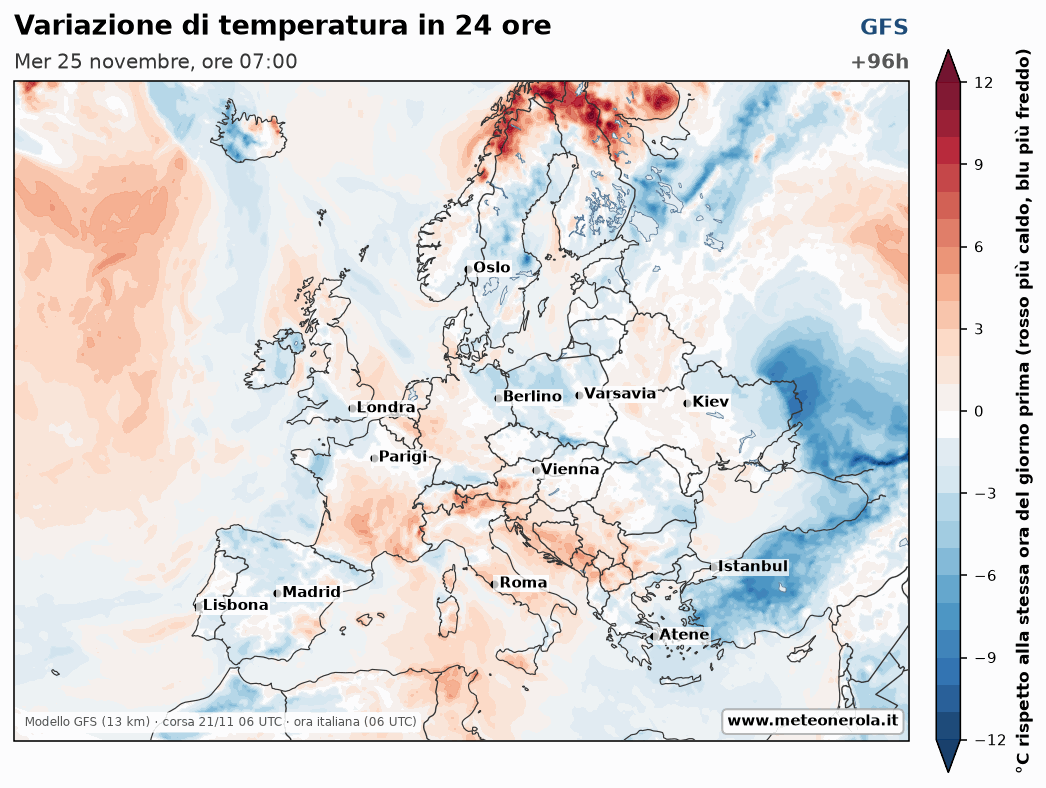 Variazione di temperatura in 24 ore
GFS
Mer 25 novembre, ore 07:00
+96h
Oslo
Berlino
Varsavia
Kiev
Londra
Parigi
Vienna
Istanbul
Roma
Madrid
Lisbona
Atene
Modello GFS (13 km) · corsa 21/11 06 UTC · ora italiana (06 UTC)
www.meteonerola.it
12
9
6
3
0
−3
−6
−9
−12
°C rispetto alla stessa ora del giorno prima (rosso più caldo, blu più freddo)